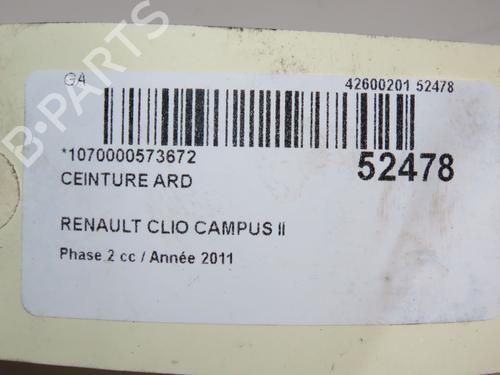 G4 42600201 52478
*1070000573672 52478
CEINTURE ARD
RENAULT CLIO CAMPUS II
Phase 2 cc / Année 2011
B-PARTS